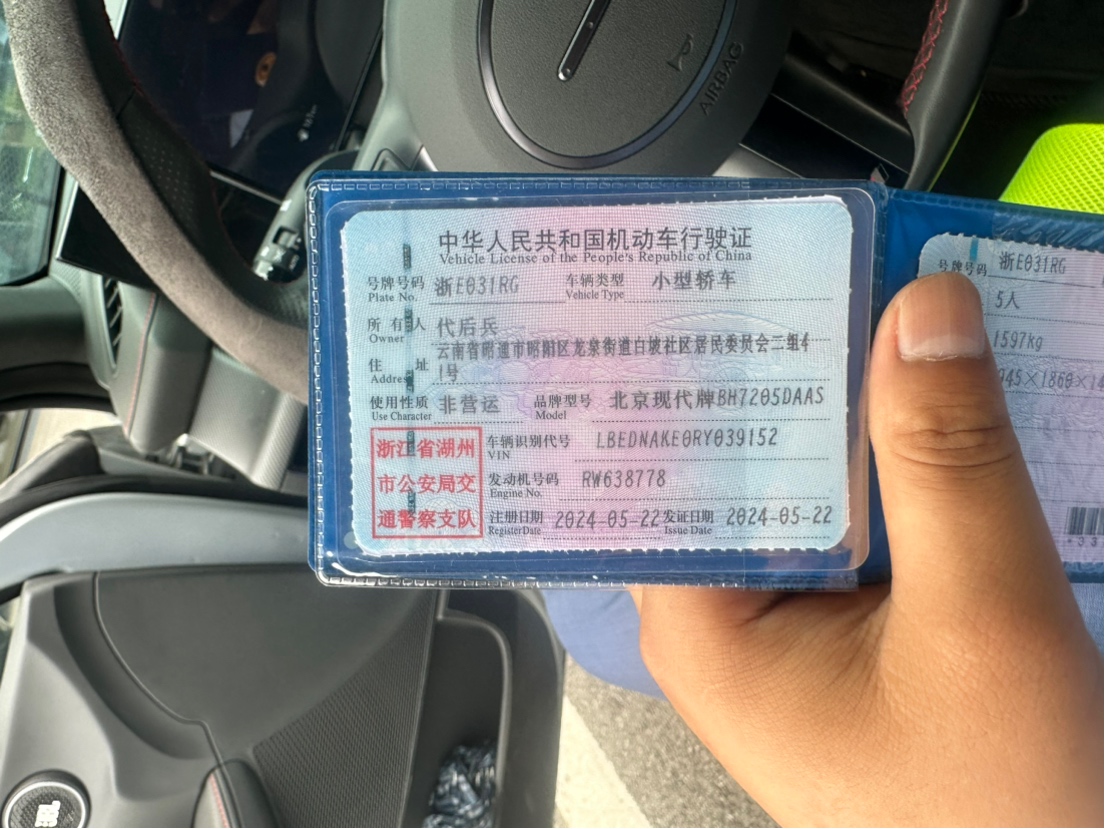 AIRBAG
中华人民共和国机动车行驶证
Vehicle License of the People's Republic of China
号牌号码 浙E031RG 车辆类型 小型轿车
Plate No. Vehicle Type
所有人 代后兵
Owner
住址 云南省昭通市昭阳区龙泉街道白坡社区居民委员会二组4
1号
Address
使用性质 非营运 品牌型号 北京现代牌BH7205DAAS
Use Character Model
浙江省湖州
市公安局交
通警察支队
车辆识别代号 LBEDNAKE0RY039152
VIN
发动机号码 RW638778
Engine No.
注册日期 2024-05-22 发证日期 2024-05-22
Register Date Issue Date
号牌号码 浙E031RG
5人
1597kg
945×1860×14